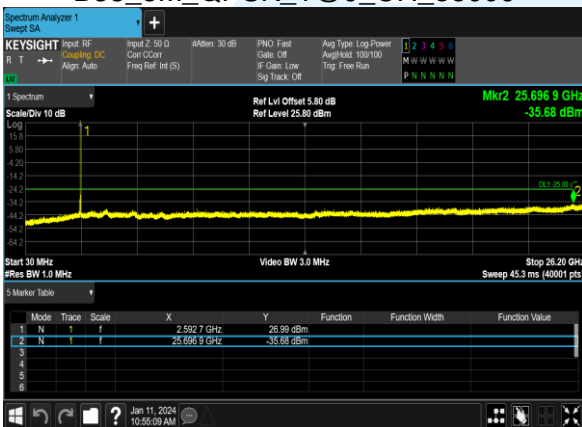 Spectrum Analyzer 1
Swept SA
+
KEYSIGHT Input: RF Input Z: 50 Ω #Atten: 30 dB PNO: Fast Avg Type: Log-Power 1 2 3 4 5 6
R T Coupling: DC Corr CCorr Gate: Off Avg|Hold: 100/100 M W W W W W
Align: Auto Freq Ref: Int (S) IF Gain: Low Trig: Free Run
Sig Track: Off P N N N N N
LW
1 Spectrum Ref Lvl Offset 5.80 dB Mkr2 25.696 9 GHz
Scale/Div 10 dB Ref Level 25.80 dBm -35.68 dBm
Log
15.8
1
5.80
-4.20
-14.2
-24.2 DL1 -25.00
2
-34.2
-44.2
-54.2
-64.2
Start 30 MHz Video BW 3.0 MHz Stop 26.20 GHz
#Res BW 1.0 MHz Sweep 45.3 ms (40001 pts
5 Marker Table
Mode Trace Scale X Y Function Function Width Function Value
1 N 1 f 2.592 7 GHz 26.99 dBm
2 N 1 f 25.696 9 GHz -35.68 dBm
3
4
5
6
? Jan 11, 2024
10:55:09 AM